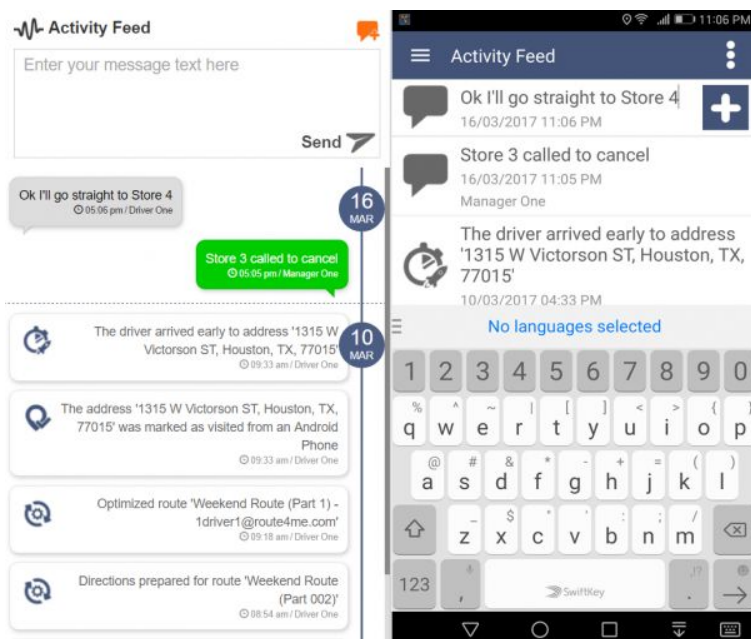 Activity Feed
Enter your message text here
Send
16
MAR
Ok I'll go straight to Store 4
05:06 pm / Driver One
Store 3 called to cancel
05:05 pm / Manager One
10
MAR
The driver arrived early to address '1315 W
Victorson ST, Houston, TX, 77015'
09:33 am / Driver One
The address '1315 W Victorson ST, Houston, TX,
77015' was marked as visited from an Android
Phone
09:33 am / Driver One
Optimized route 'Weekend Route (Part 1) -
1driver1@route4me.com'
09:18 am / Driver One
Directions prepared for route 'Weekend Route
(Part 002)'
08:54 am / Driver One
11:06 PM
Activity Feed
Ok I'll go straight to Store 4
16/03/2017 11:06 PM
Store 3 called to cancel
16/03/2017 11:05 PM
Manager One
The driver arrived early to address
'1315 W Victorson ST, Houston, TX,
77015'
10/03/2017 04:33 PM
No languages selected
1 2 3 4 5 6 7 8 9 0
% ^ ~ | [ ] < > { }
q w e r t y u i o p
@ # & * - + = ( )
a s d f g h j k l
_ $ " ' : ; /
z x c v b n m
123 , SwiftKey . ,!?